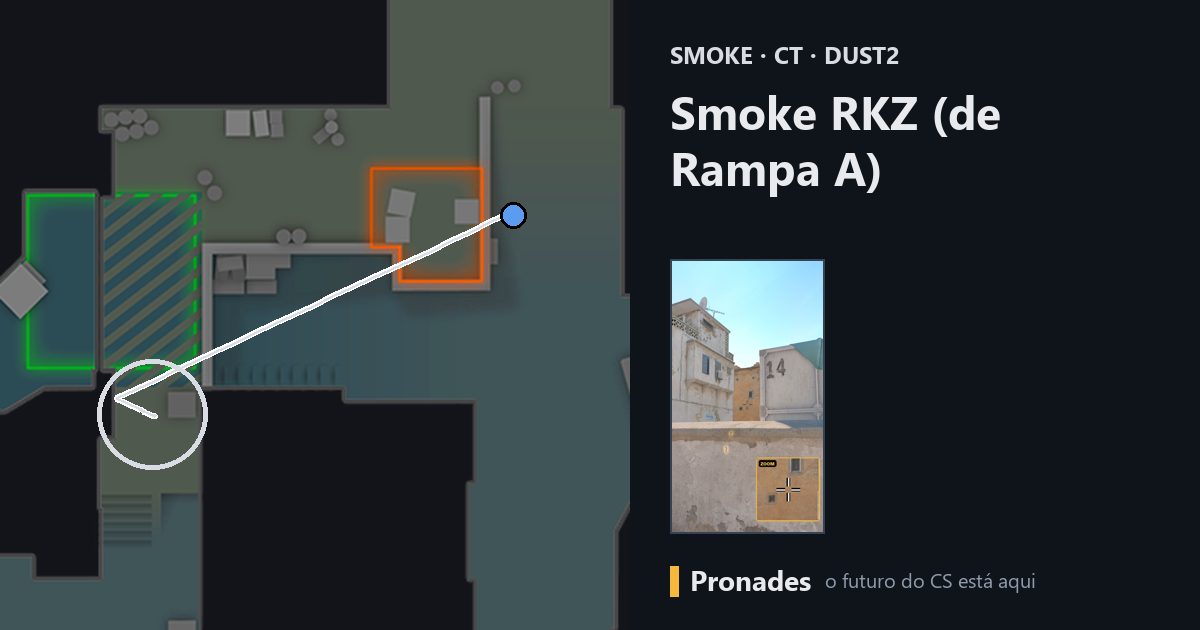 SMOKE · CT · DUST2
Smoke RKZ (de
Rampa A)
14
ZOOM
Pronades o futuro do CS está aqui